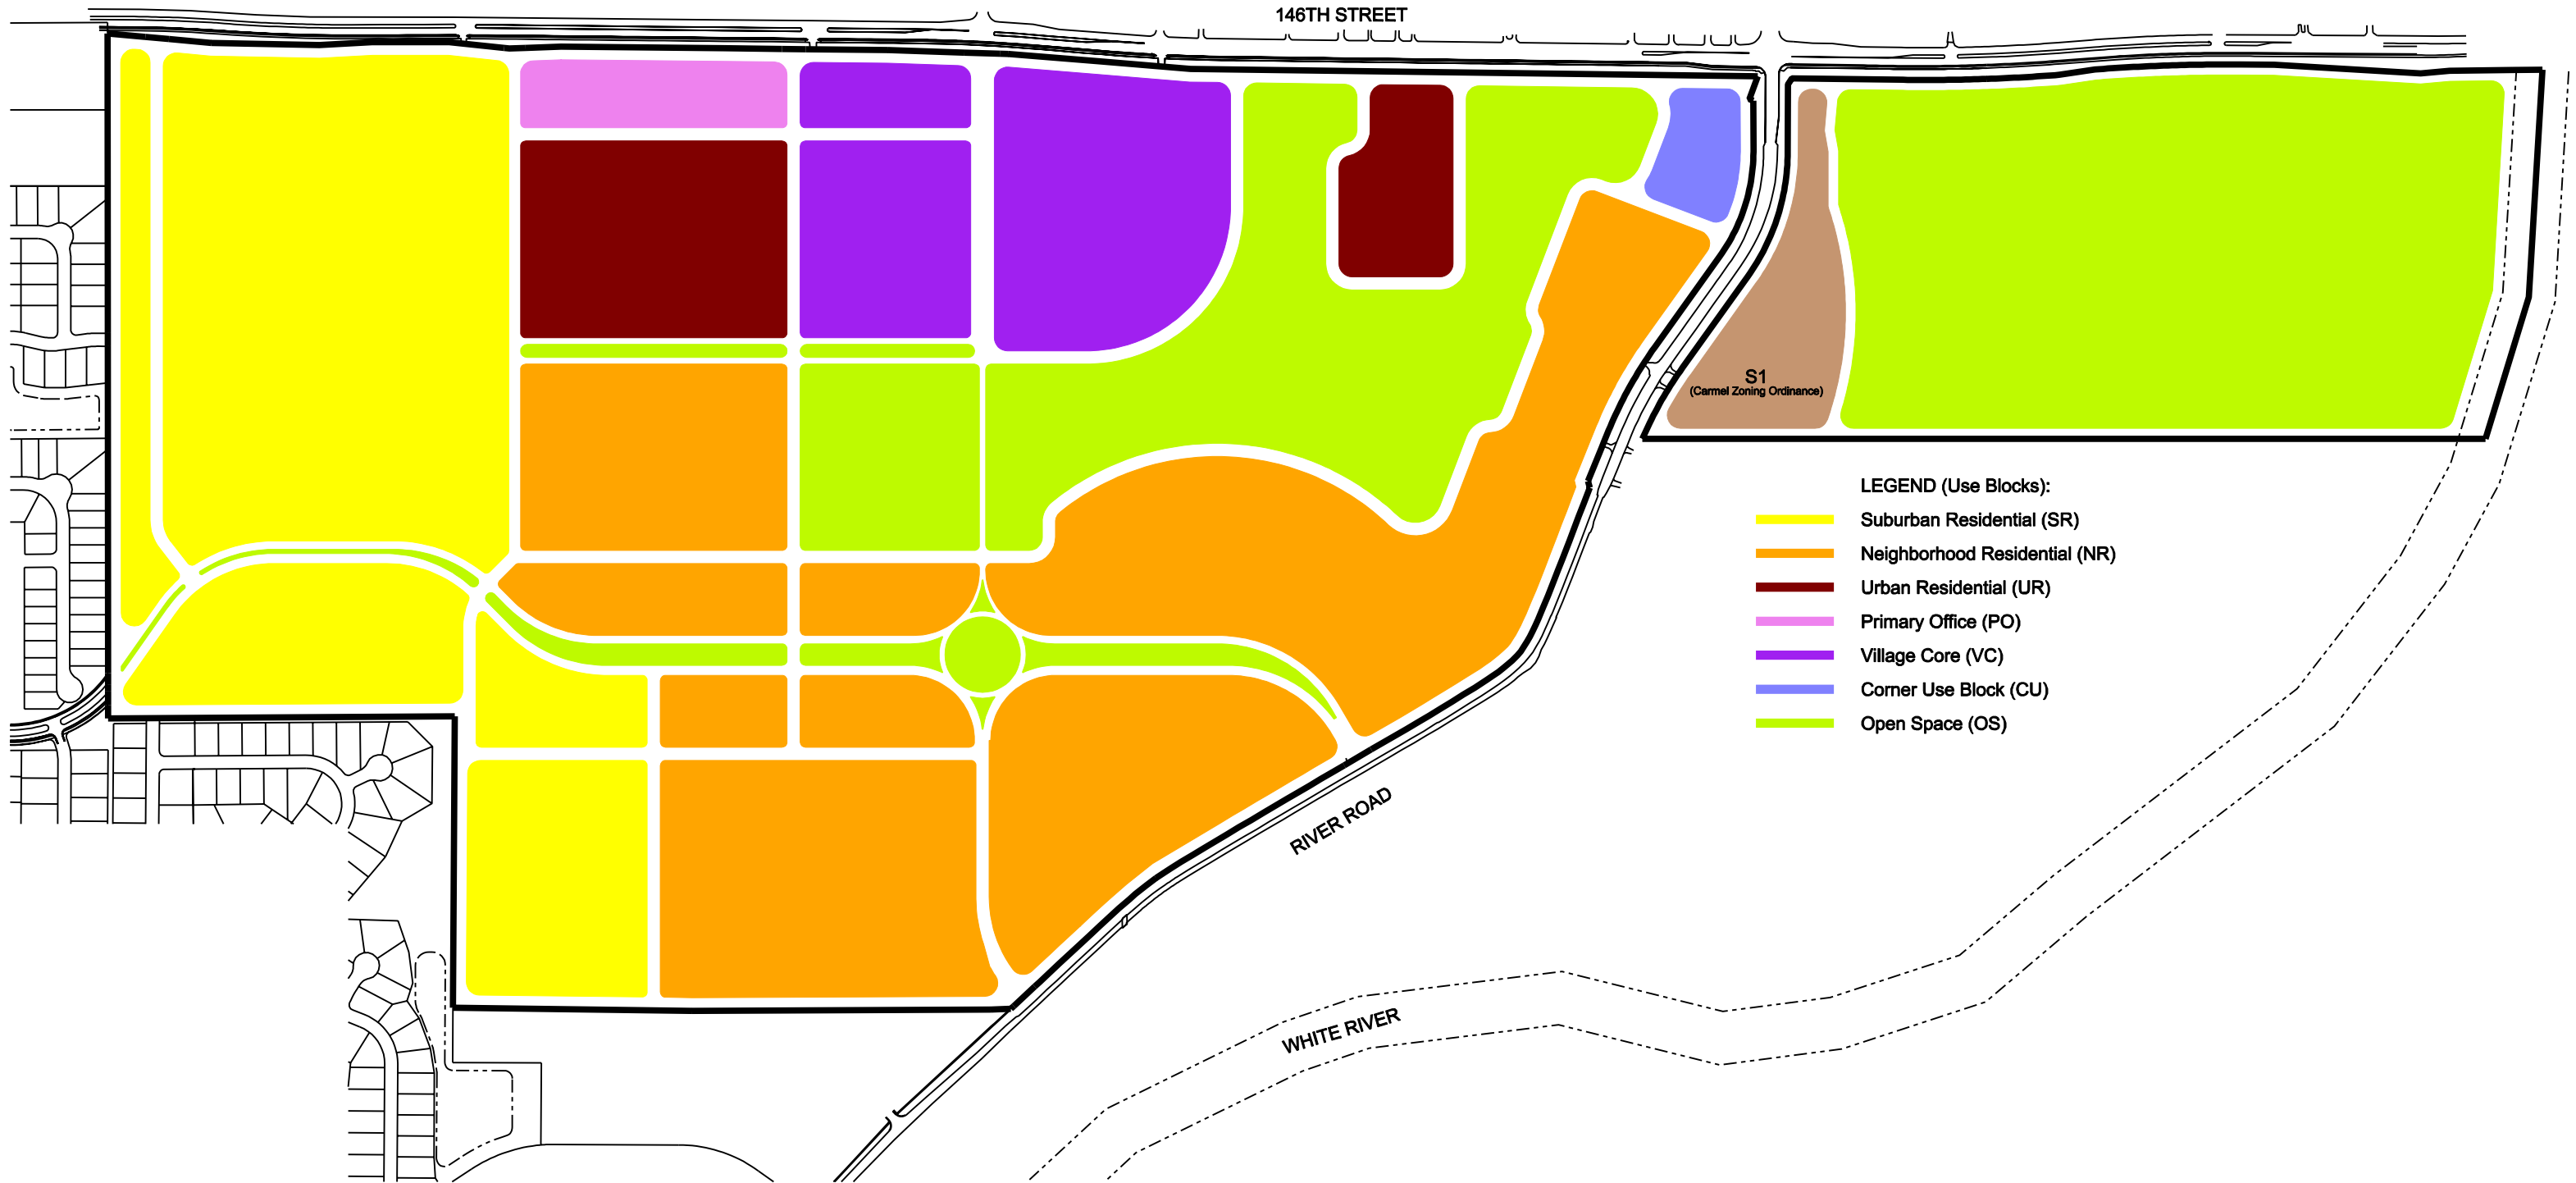 146TH STREET
S1
(Carmel Zoning Ordinance)
LEGEND (Use Blocks):
Suburban Residential (SR)
Neighborhood Residential (NR)
Urban Residential (UR)
Primary Office (PO)
Village Core (VC)
Corner Use Block (CU)
Open Space (OS)
RIVER ROAD
WHITE RIVER